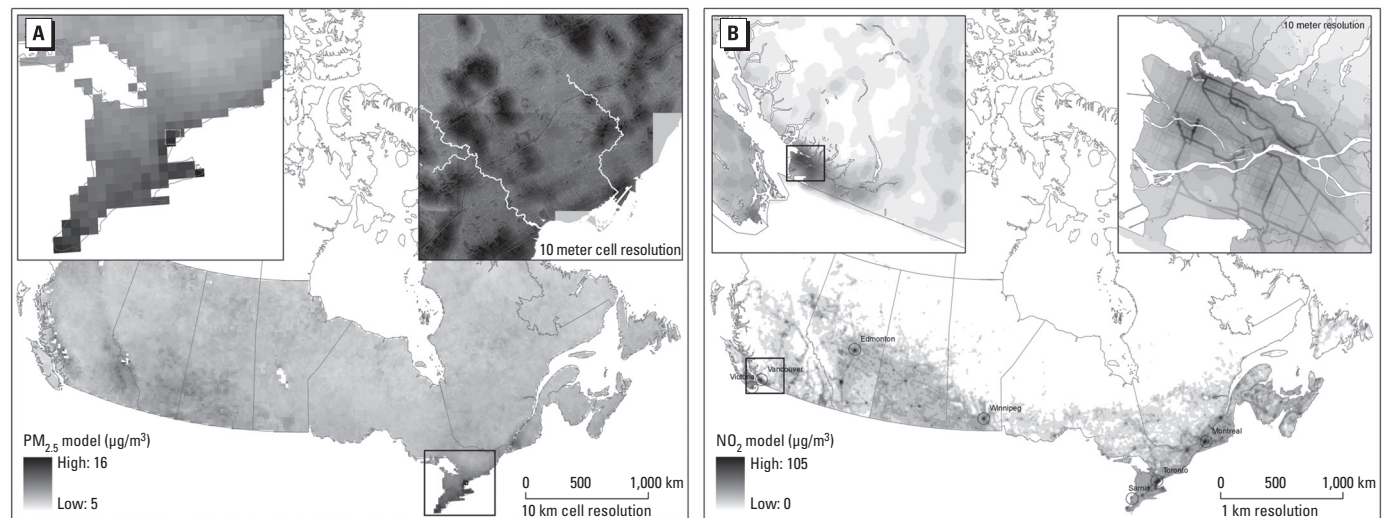 A
10 meter cell resolution
PM2.5 model (µg/m³)
High: 16
Low: 5
0 500 1,000 km
10 km cell resolution
B
10 meter resolution
Edmonton
Vancouver
Victoria
Winnipeg
Montreal
Toronto
Sarnia
NO2 model (µg/m³)
High: 105
Low: 0
0 500 1,000 km
1 km resolution